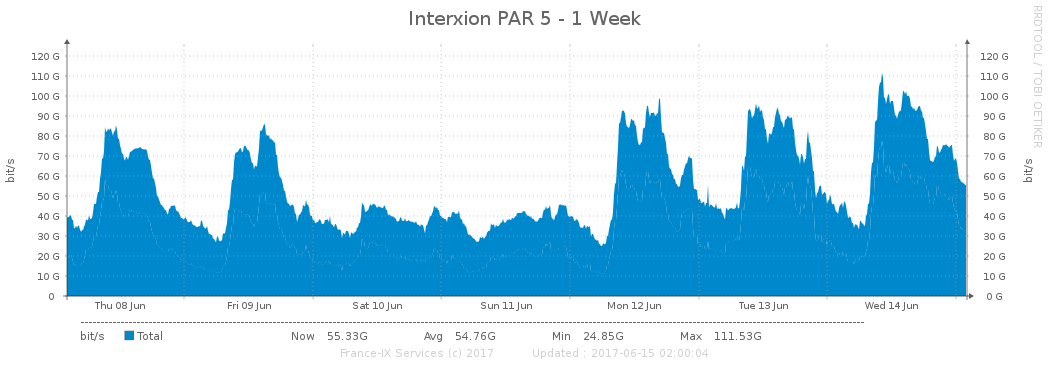 Interxion PAR 5 - 1 Week
RRDTOOL / TOBI OETIKER
bit/s
120 G
110 G
100 G
90 G
80 G
70 G
60 G
50 G
40 G
30 G
20 G
10 G
0
120 G
110 G
100 G
90 G
80 G
70 G
60 G
50 G
40 G
30 G
20 G
10 G
0 G
bit/s
Thu 08 Jun Fri 09 Jun Sat 10 Jun Sun 11 Jun Mon 12 Jun Tue 13 Jun Wed 14 Jun
bit/s Total Now 55.33G Avg 54.76G Min 24.85G Max 111.53G
France-IX Services (c) 2017 Updated : 2017-06-15 02:00:04